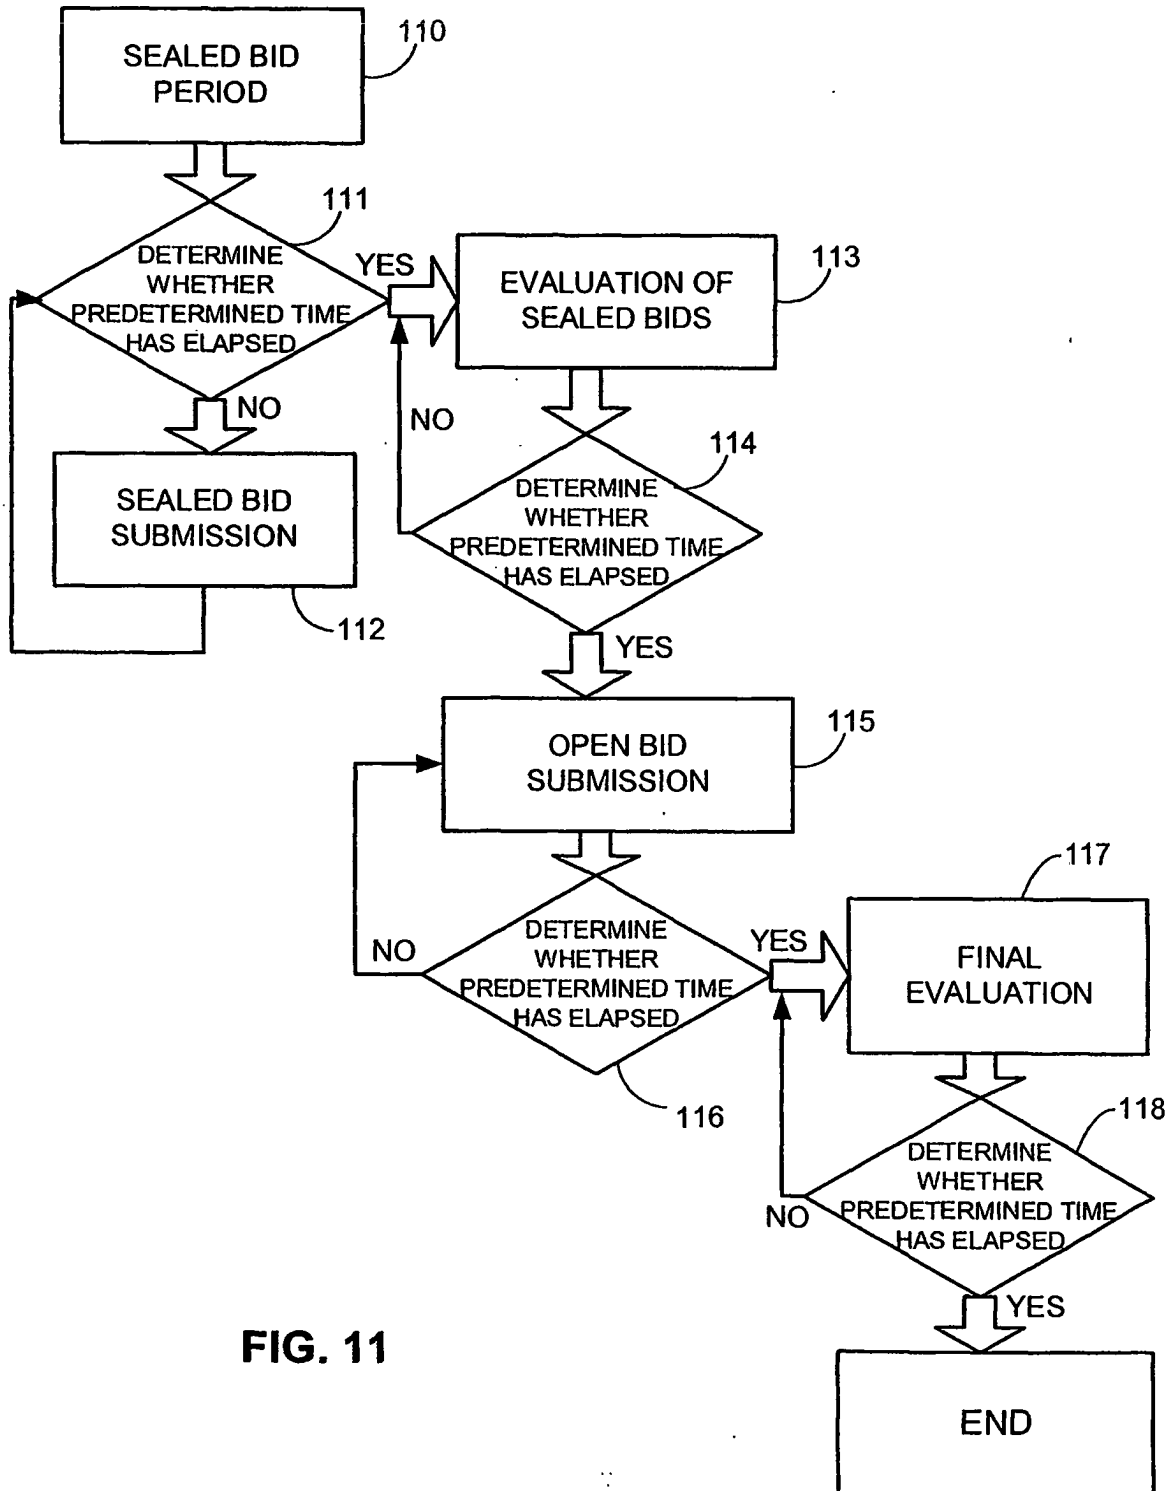 SEALED BID
PERIOD
110
111
DETERMINE
WHETHER
PREDETERMINED TIME
HAS ELAPSED
YES
NO
SEALED BID
SUBMISSION
112
EVALUATION OF
SEALED BIDS
113
NO
114
DETERMINE
WHETHER
PREDETERMINED TIME
HAS ELAPSED
YES
OPEN BID
SUBMISSION
115
NO
DETERMINE
WHETHER
PREDETERMINED TIME
HAS ELAPSED
YES
116
117
FINAL
EVALUATION
118
DETERMINE
WHETHER
PREDETERMINED TIME
HAS ELAPSED
NO
YES
END
FIG. 11